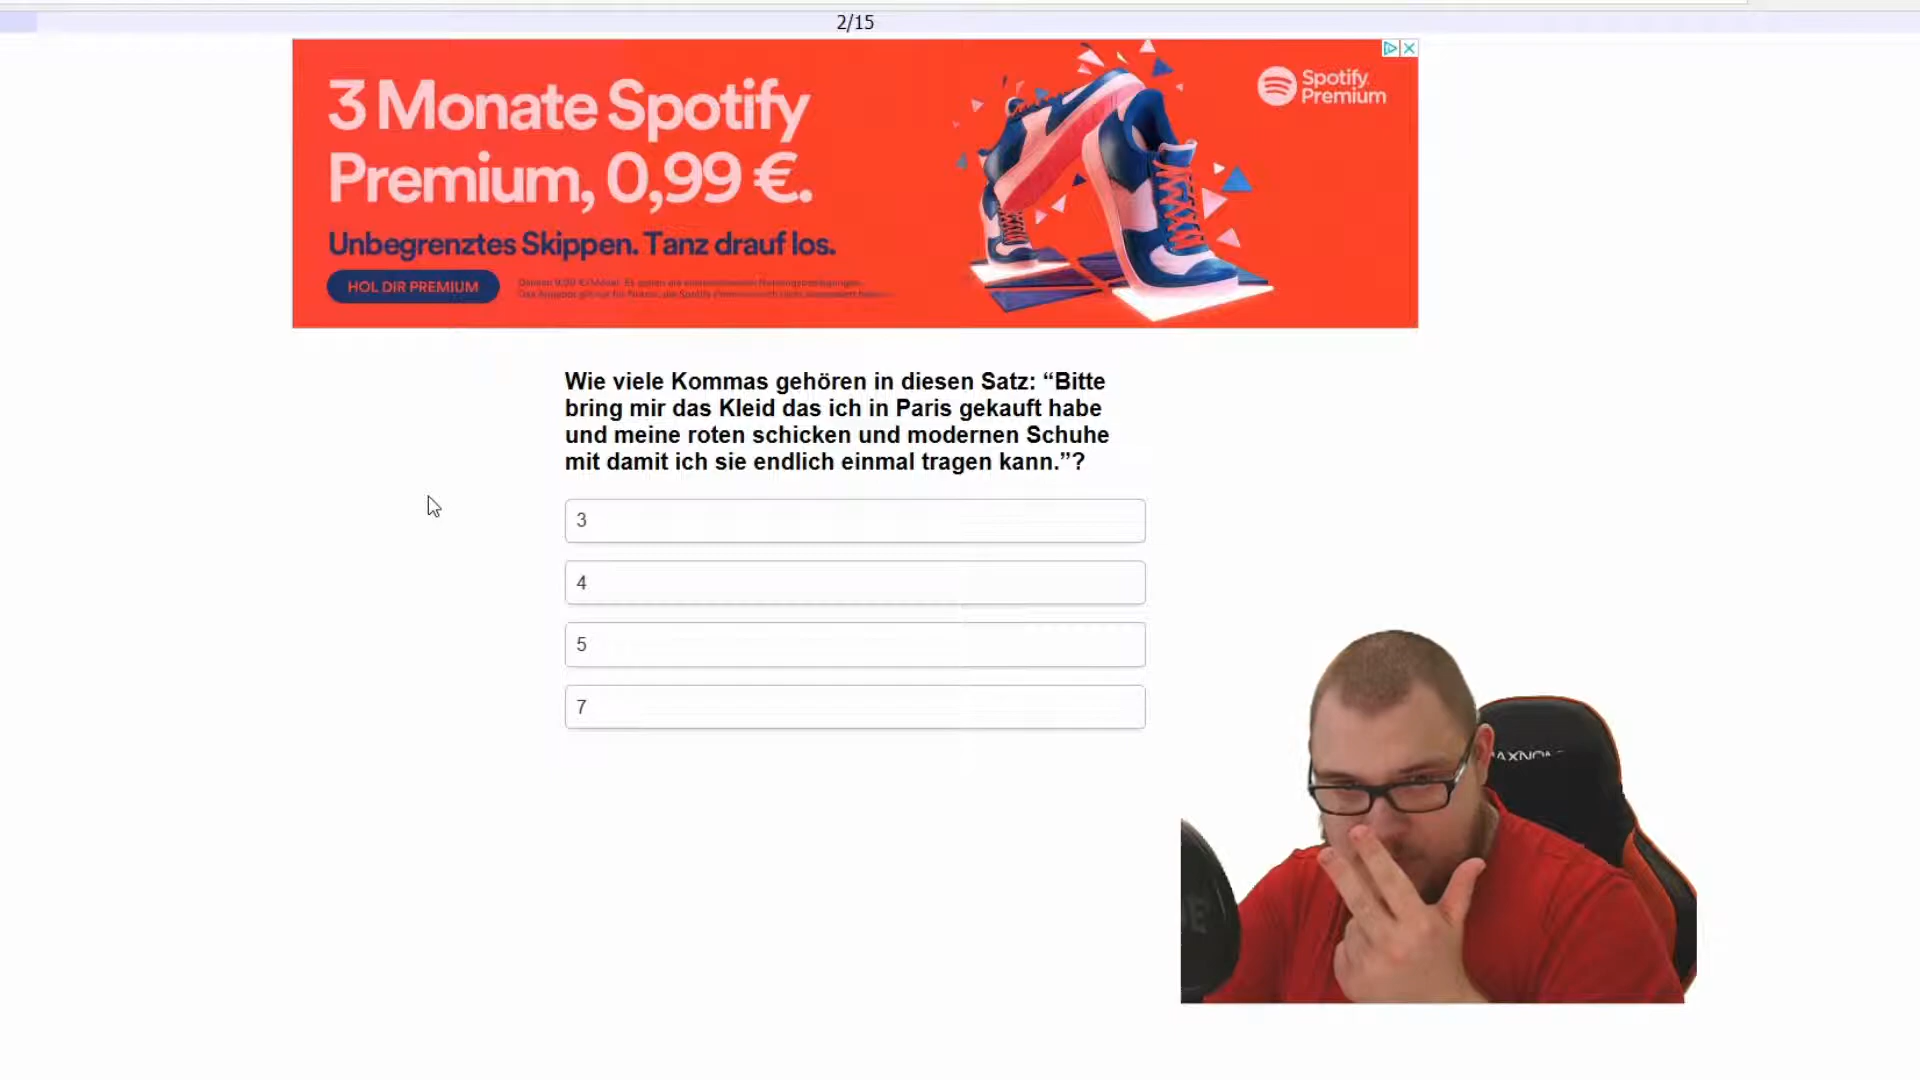 2/15
3 Monate Spotify
Premium, 0,99 €.
Unbegrenztes Skippen. Tanz drauf los.
HOL DIR PREMIUM
Spotify
Premium
Wie viele Kommas gehören in diesen Satz: “Bitte
bring mir das Kleid das ich in Paris gekauft habe
und meine roten schicken und modernen Schuhe
mit damit ich sie endlich einmal tragen kann.”?
3
4
5
7